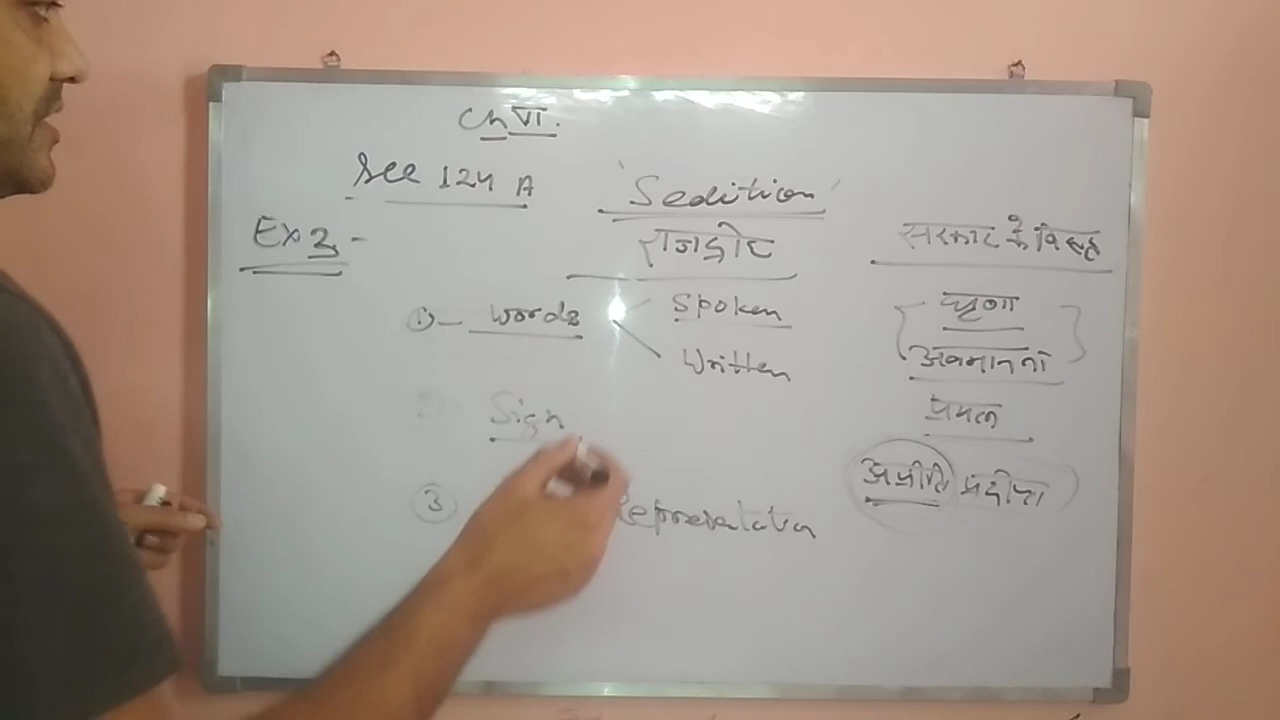 Ch VI.
Sec 124 A
'Sedition'
राजद्रोह
Ex 3 -
सरकार के विरुद्ध
1) - words
Spoken
Written
घृणा
अवमानना
Sign
प्रयत्न
अप्रीति प्रदीप्त
3
Representation